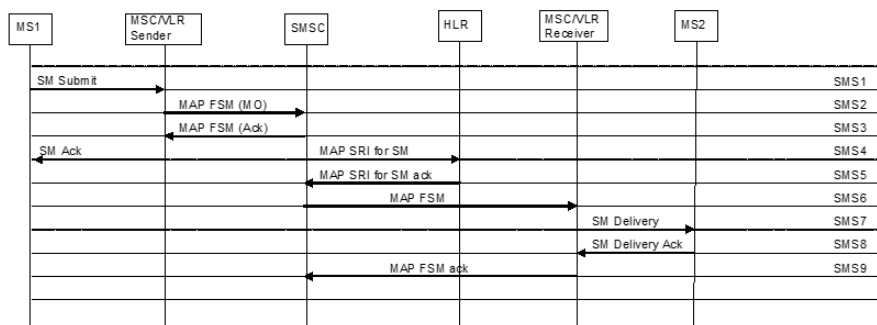 MS1
MSC/VLR
Sender
SMSC
HLR
MSC/VLR
Receiver
MS2
SM Submit
SMS1
MAP FSM (MO)
SMS2
MAP FSM (Ack)
SMS3
SM Ack
MAP SRI for SM
SMS4
MAP SRI for SM ack
SMS5
MAP FSM
SMS6
SM Delivery
SMS7
SM Delivery Ack
SMS8
MAP FSM ack
SMS9